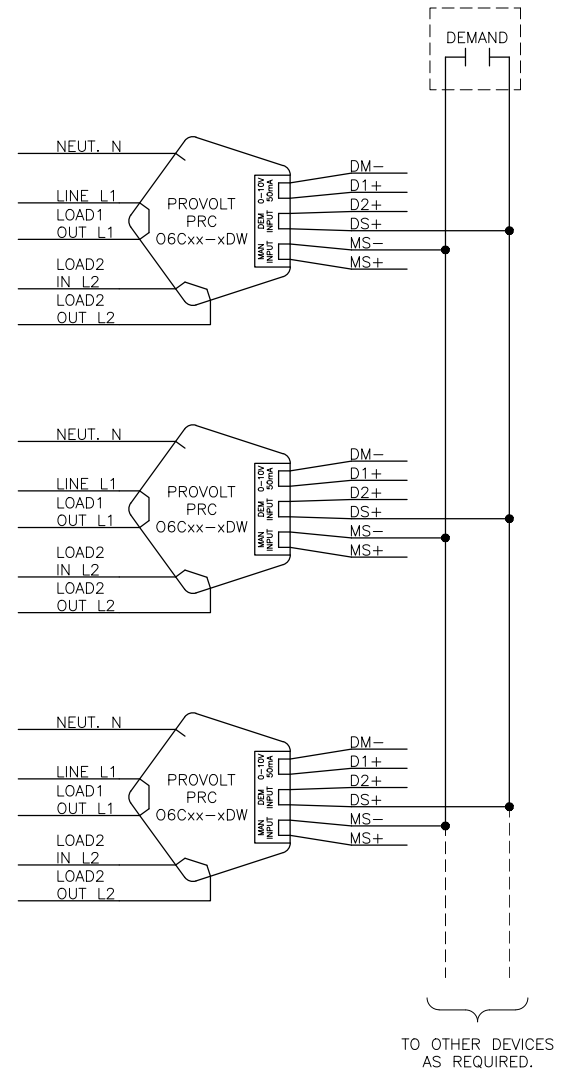 DEMAND
NEUT. N
LINE L1
LOAD1
OUT L1
LOAD2
IN L2
LOAD2
OUT L2
PROVOLT
PRC
O6Cxx-xDW
0-10V
50mA
DEM
INPUT
MAN
INPUT
DM-
D1+
D2+
DS+
MS-
MS+
NEUT. N
LINE L1
LOAD1
OUT L1
LOAD2
IN L2
LOAD2
OUT L2
PROVOLT
PRC
O6Cxx-xDW
0-10V
50mA
DEM
INPUT
MAN
INPUT
DM-
D1+
D2+
DS+
MS-
MS+
NEUT. N
LINE L1
LOAD1
OUT L1
LOAD2
IN L2
LOAD2
OUT L2
PROVOLT
PRC
O6Cxx-xDW
0-10V
50mA
DEM
INPUT
MAN
INPUT
DM-
D1+
D2+
DS+
MS-
MS+
TO OTHER DEVICES
AS REQUIRED.